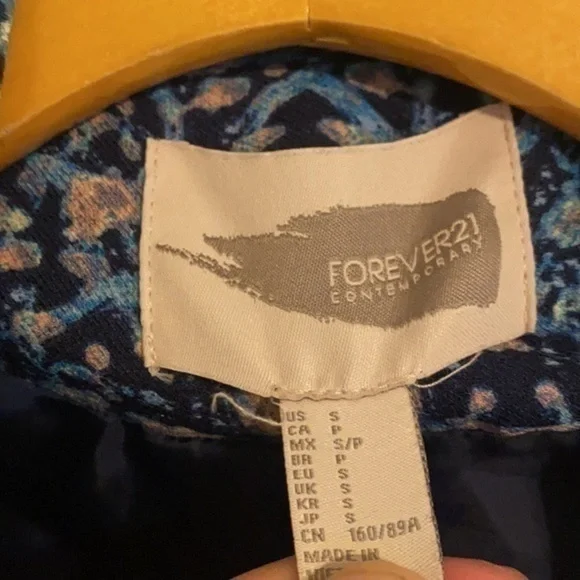 FOREVER21
CONTEMPORARY
US S
CA P
MX S/P
BR P
EU S
UK S
KR S
JP S
CN 160/89A
MADE IN